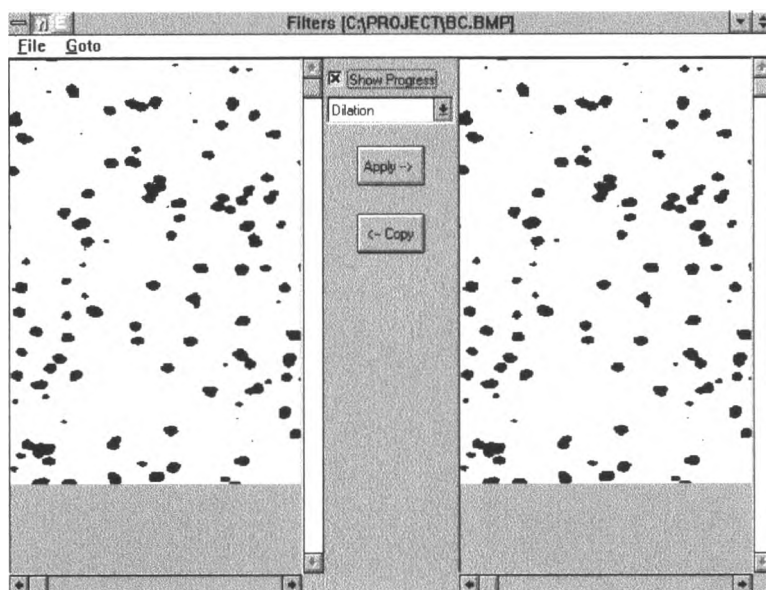 Filters [C:\PROJECT\BC.BMP]
File Goto
Show Progress
Dilation
Apply -->
<-- Copy